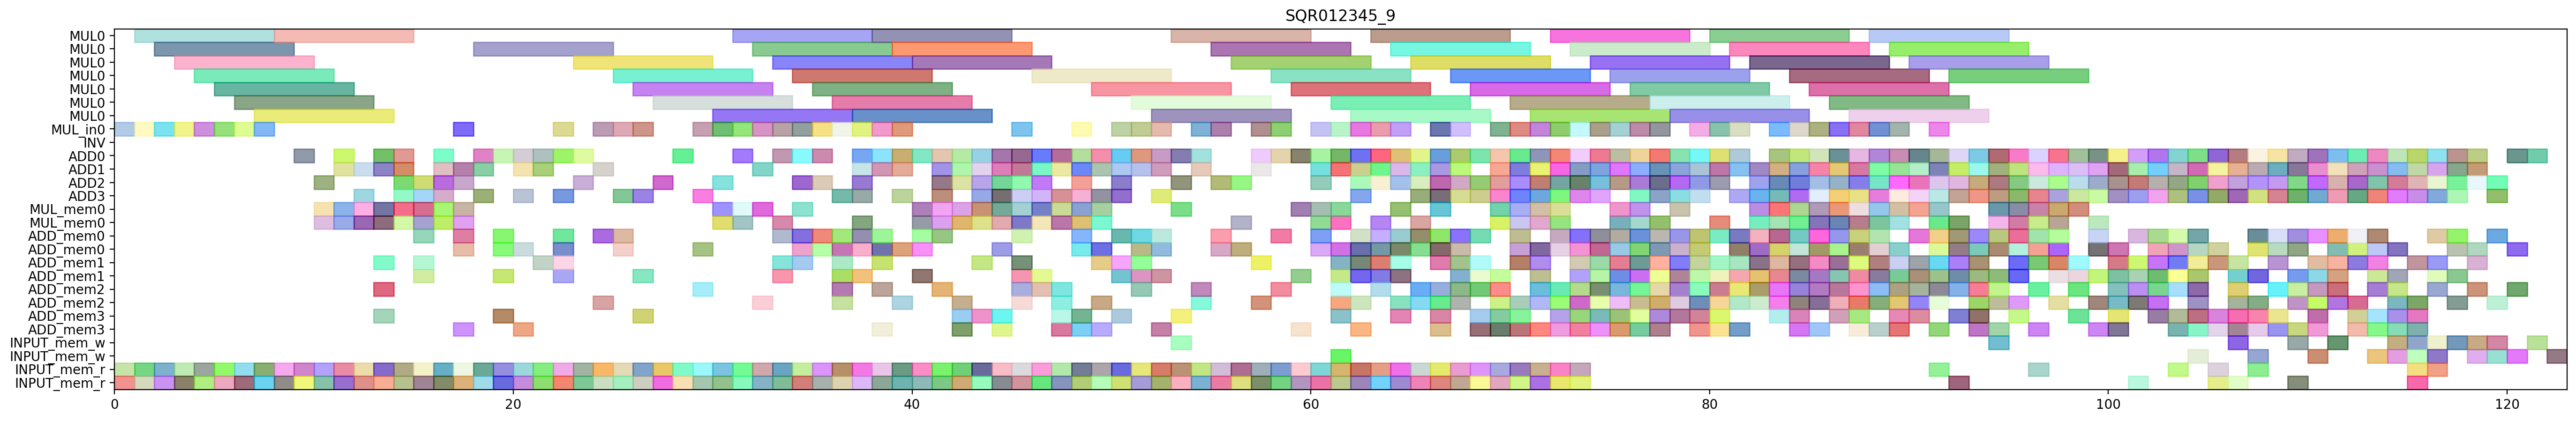 SQR012345_9
MUL0
MUL0
MUL0
MUL0
MUL0
MUL0
MUL0
MUL_in0
INV
ADD0
ADD1
ADD2
ADD3
MUL_mem0
MUL_mem0
ADD_mem0
ADD_mem0
ADD_mem1
ADD_mem1
ADD_mem2
ADD_mem2
ADD_mem3
ADD_mem3
INPUT_mem_w
INPUT_mem_w
INPUT_mem_r
INPUT_mem_r
0 20 40 60 80 100 120